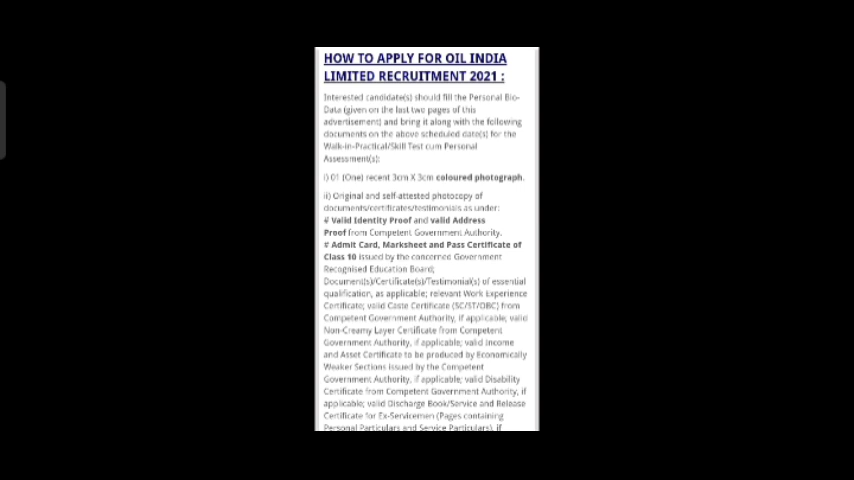 HOW TO APPLY FOR OIL INDIA
LIMITED RECRUITMENT 2021 :
Interested candidate(s) should fill the Personal Bio-
Data (given on the last two pages of this
advertisement) and bring it along with the following
documents on the above scheduled date(s) for the
Walk-in-Practical/Skill Test cum Personal
Assessment(s):
i) 01 (One) recent 3cm X 3cm coloured photograph.
ii) Original and self-attested photocopy of
documents/certificates/testimonials as under:
# Valid Identity Proof and valid Address
Proof from Competent Government Authority.
# Admit Card, Marksheet and Pass Certificate of
Class 10 issued by the concerned Government
Recognised Education Board;
Document(s)/Certificate(s)/Testimonial(s) of essential
qualification, as applicable; relevant Work Experience
Certificate; valid Caste Certificate (SC/ST/OBC) from
Competent Government Authority, if applicable; valid
Non-Creamy Layer Certificate from Competent
Government Authority, if applicable; valid Income
and Asset Certificate to be produced by Economically
Weaker Sections issued by the Competent
Government Authority, if applicable; valid Disability
Certificate from Competent Government Authority, if
applicable; valid Discharge Book/Service and Release
Certificate for Ex-Servicemen (Pages containing
Personal Particulars and Service Particulars), if